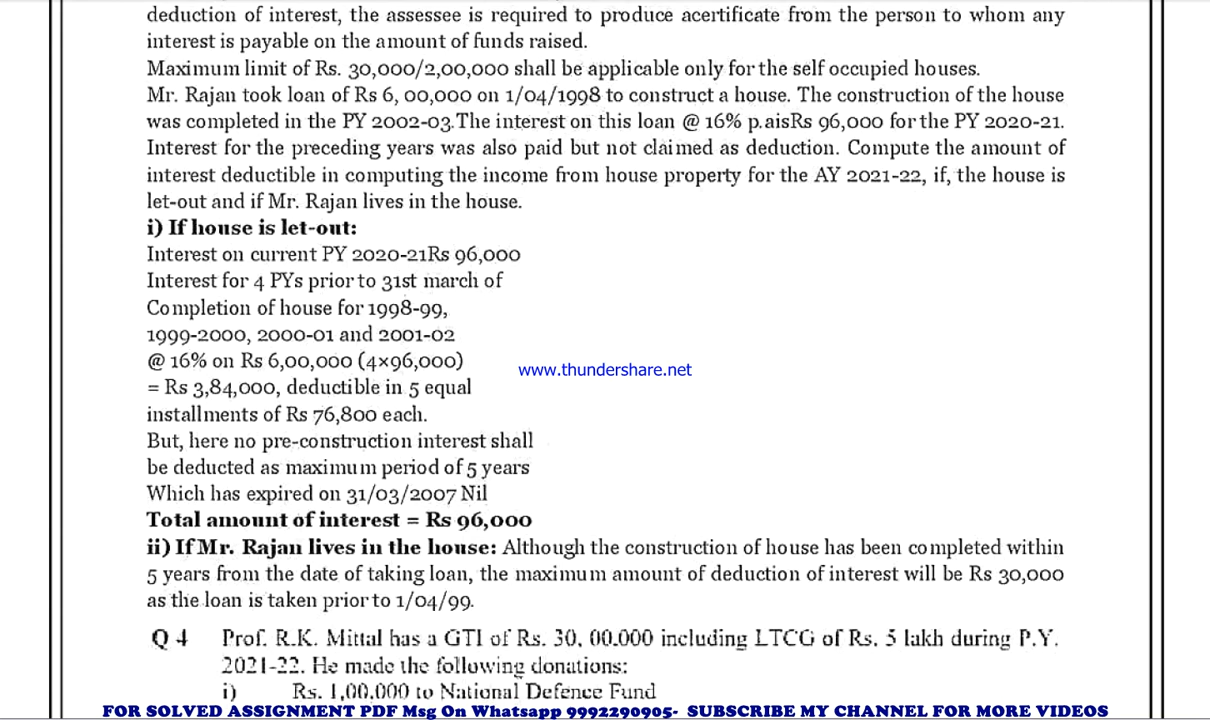 deduction of interest, the assessee is required to produce acertificate from the person to whom any
interest is payable on the amount of funds raised.
Maximum limit of Rs. 30,000/2,00,000 shall be applicable only for the self occupied houses.
Mr. Rajan took loan of Rs 6, 00,000 on 1/04/1998 to construct a house. The construction of the house
was completed in the PY 2002-03.The interest on this loan @ 16% p.aisRs 96,000 for the PY 2020-21.
Interest for the preceding years was also paid but not claimed as deduction. Compute the amount of
interest deductible in computing the income from house property for the AY 2021-22, if, the house is
let-out and if Mr. Rajan lives in the house.
i) If house is let-out:
Interest on current PY 2020-21Rs 96,000
Interest for 4 PYs prior to 31st march of
Completion of house for 1998-99,
1999-2000, 2000-01 and 2001-02
@ 16% on Rs 6,00,000 (4×96,000)
www.thundershare.net
= Rs 3,84,000, deductible in 5 equal
installments of Rs 76,800 each.
But, here no pre-construction interest shall
be deducted as maximum period of 5 years
Which has expired on 31/03/2007 Nil
Total amount of interest = Rs 96,000
ii) If Mr. Rajan lives in the house: Although the construction of house has been completed within
5 years from the date of taking loan, the maximum amount of deduction of interest will be Rs 30,000
as the loan is taken prior to 1/04/99.
Q 4 Prof. R.K. Mittal has a GTI of Rs. 30, 00.000 including LTCG of Rs. 5 lakh during P.Y.
2021-22. He made the following donations:
i) Rs. 1,00,000 to National Defence Fund
FOR SOLVED ASSIGNMENT PDF Msg On Whatsapp 9992290905- SUBSCRIBE MY CHANNEL FOR MORE VIDEOS